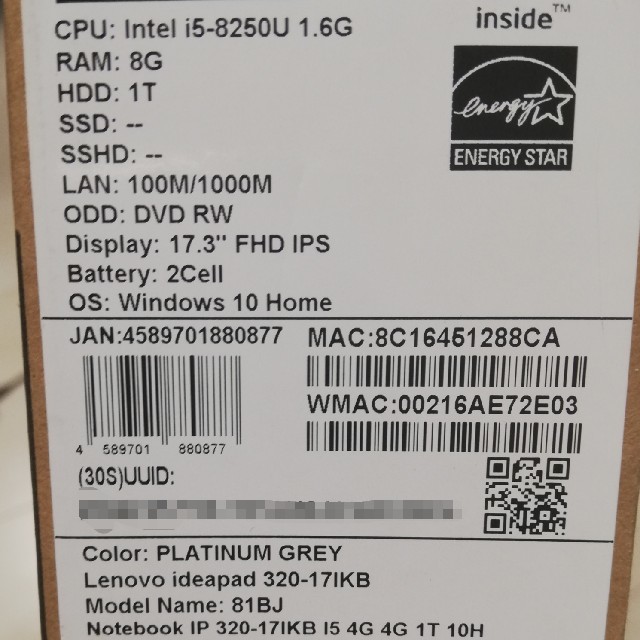 inside™
CPU: Intel i5-8250U 1.6G
RAM: 8G
HDD: 1T
SSD: --
SSHD: --
LAN: 100M/1000M
ODD: DVD RW
Display: 17.3" FHD IPS
Battery: 2Cell
OS: Windows 10 Home
energy
ENERGY STAR
JAN:4589701880877
4 589701 880877
MAC:8C16451288CA
WMAC:00216AE72E03
(30S)UUID:
Color: PLATINUM GREY
Lenovo ideapad 320-17IKB
Model Name: 81BJ
Notebook IP 320-17IKB I5 4G 4G 1T 10H